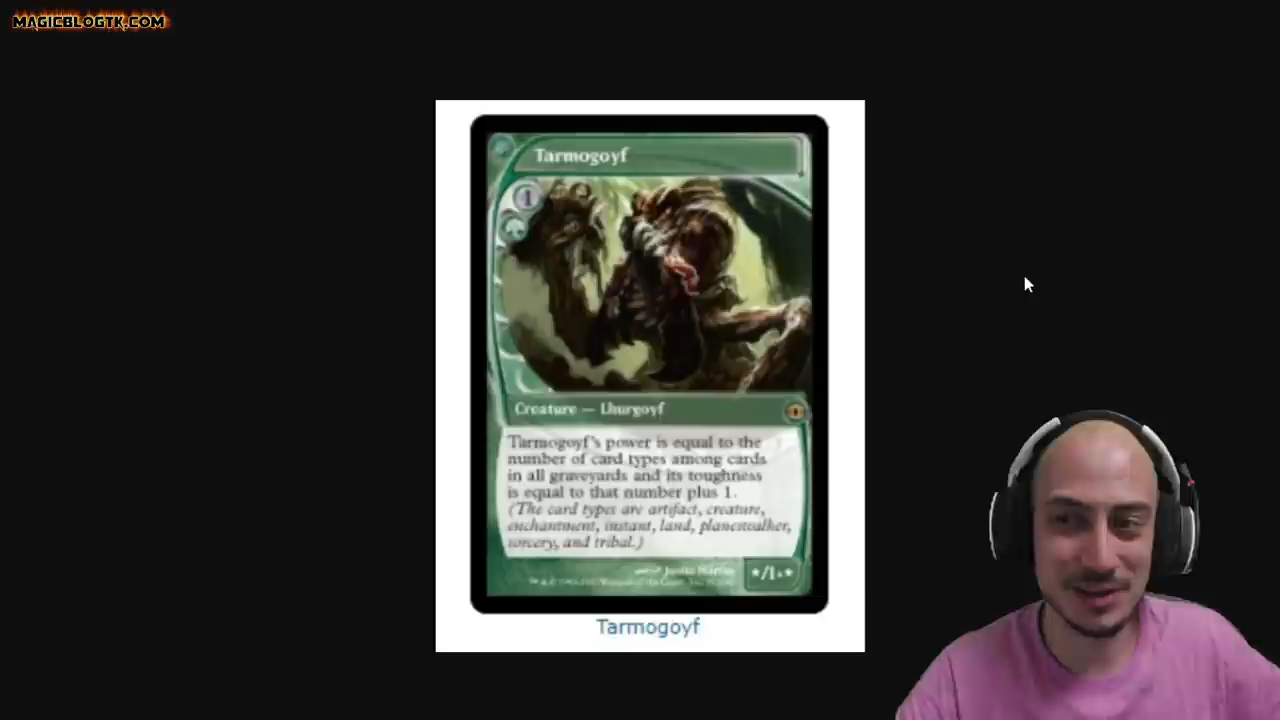 MAGICBLOGTK.COM
Tarmogoyf
1
Creature — Lhurgoyf
Tarmogoyf's power is equal to the
number of card types among cards
in all graveyards and its toughness
is equal to that number plus 1.
(The card types are artifact, creature,
enchantment, instant, land, planeswalker,
sorcery, and tribal.)
*/1+*
Tarmogoyf